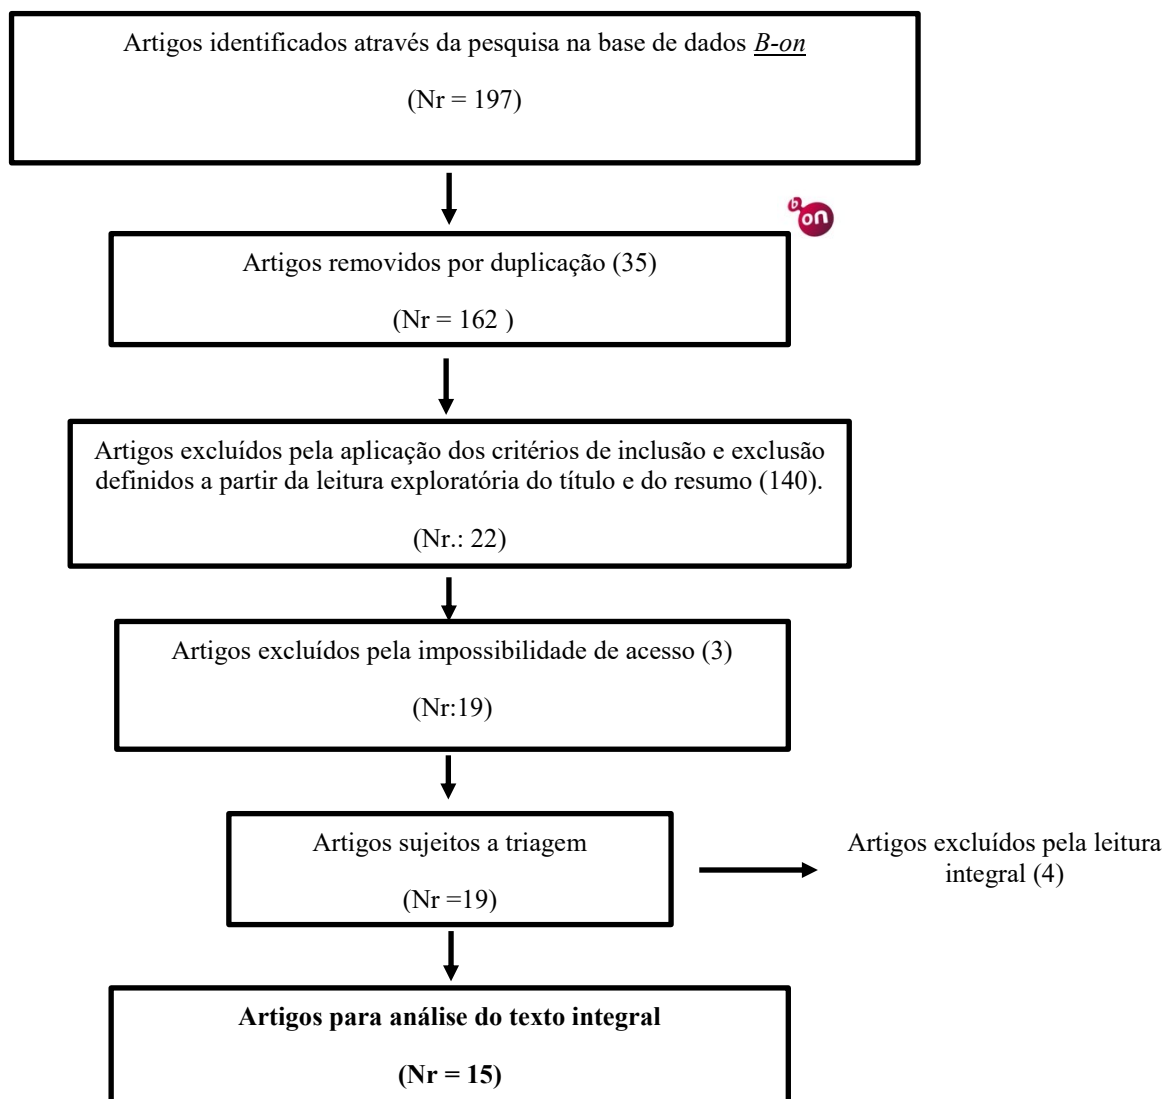 Artigos identificados através da pesquisa na base de dados B-on
(Nr = 197)
b
on
Artigos removidos por duplicação (35)
(Nr = 162 )
Artigos excluídos pela aplicação dos critérios de inclusão e exclusão
definidos a partir da leitura exploratória do título e do resumo (140).
(Nr.: 22)
Artigos excluídos pela impossibilidade de acesso (3)
(Nr:19)
Artigos sujeitos a triagem
(Nr =19)
Artigos excluídos pela leitura
integral (4)
Artigos para análise do texto integral
(Nr = 15)